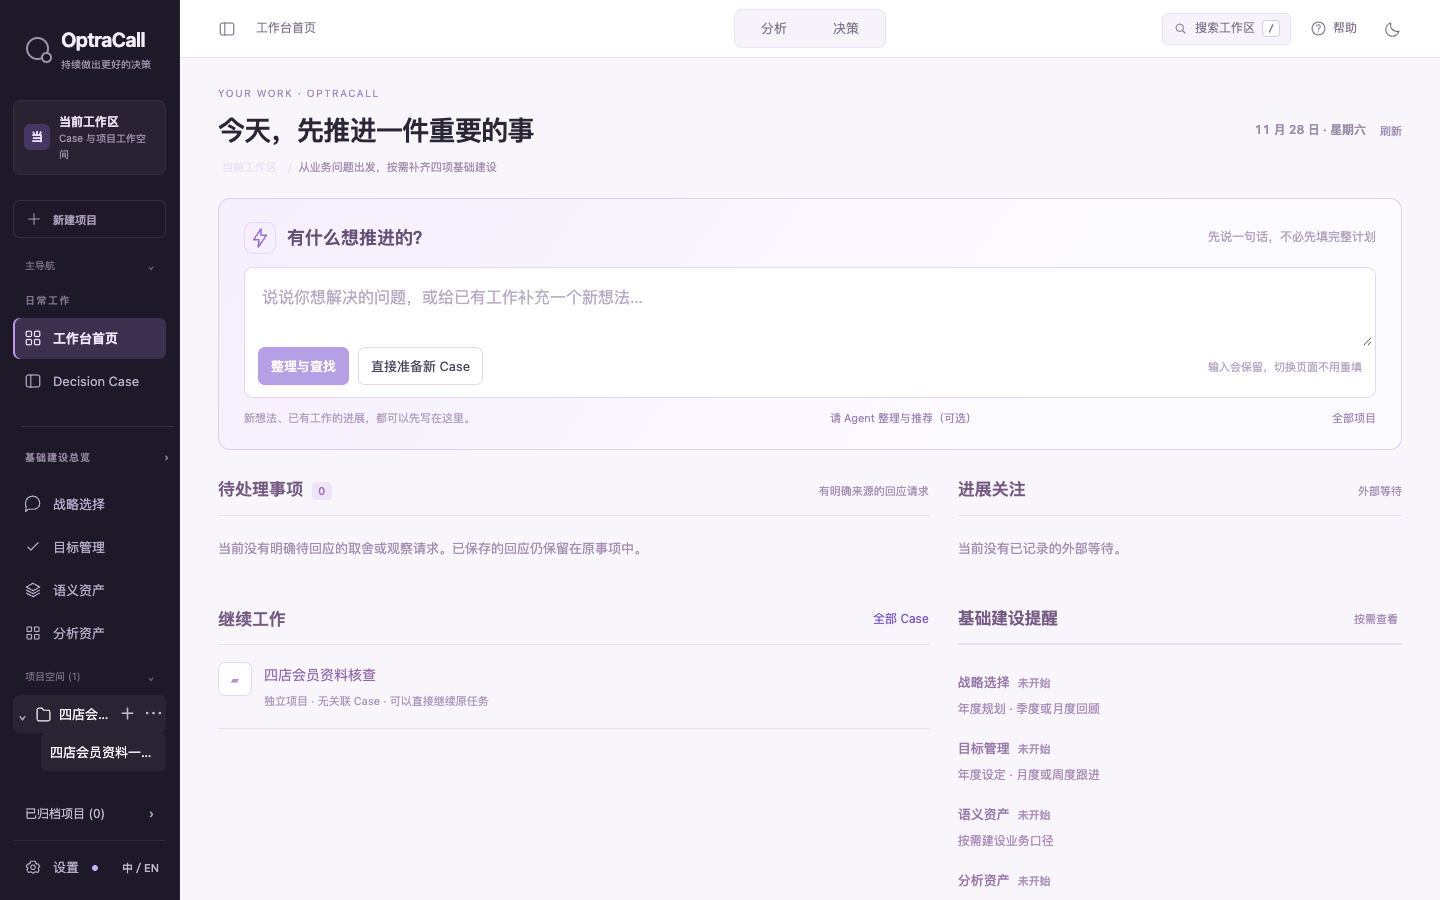 OptraCall
持续做出更好的决策
当 当前工作区
Case 与项目工作空
间
新建项目
主导航
日常工作
工作台首页
Decision Case
基础建设总览
战略选择
目标管理
语义资产
分析资产
项目空间 (1)
四店会...
四店会员资料一...
已归档项目 (0)
设置 中 / EN
工作台首页
分析 决策
搜索工作区 /
帮助
YOUR WORK · OPTRACALL
今天，先推进一件重要的事
11 月 28 日 · 星期六 刷新
当前工作区 / 从业务问题出发，按需补齐四项基础建设
有什么想推进的？
先说一句话，不必先填完整计划
说说你想解决的问题，或给已有工作补充一个新想法...
整理与查找 直接准备新 Case
输入会保留，切换页面不用重填
新想法、已有工作的进展，都可以先写在这里。
请 Agent 整理与推荐（可选）
全部项目
待处理事项 0
有明确来源的回应请求
当前没有明确待回应的取舍或观察请求。已保存的回应仍保留在原事项中。
进展关注
外部等待
当前没有已记录的外部等待。
继续工作
全部 Case
四店会员资料核查
独立项目 · 无关联 Case · 可以直接继续原任务
基础建设提醒
按需查看
战略选择 未开始
年度规划 · 季度或月度回顾
目标管理 未开始
年度设定 · 月度或周度跟进
语义资产 未开始
按需建设业务口径
分析资产 未开始